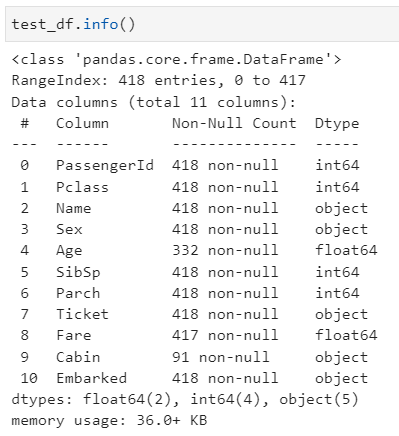 test_df.info()
<class 'pandas.core.frame.DataFrame'>
RangeIndex: 418 entries, 0 to 417
Data columns (total 11 columns):
 #   Column       Non-Null Count  Dtype
---  ------       --------------  -----
 0   PassengerId  418 non-null    int64
 1   Pclass       418 non-null    int64
 2   Name         418 non-null    object
 3   Sex          418 non-null    object
 4   Age          332 non-null    float64
 5   SibSp        418 non-null    int64
 6   Parch        418 non-null    int64
 7   Ticket       418 non-null    object
 8   Fare         417 non-null    float64
 9   Cabin        91 non-null     object
 10  Embarked     418 non-null    object
dtypes: float64(2), int64(4), object(5)
memory usage: 36.0+ KB